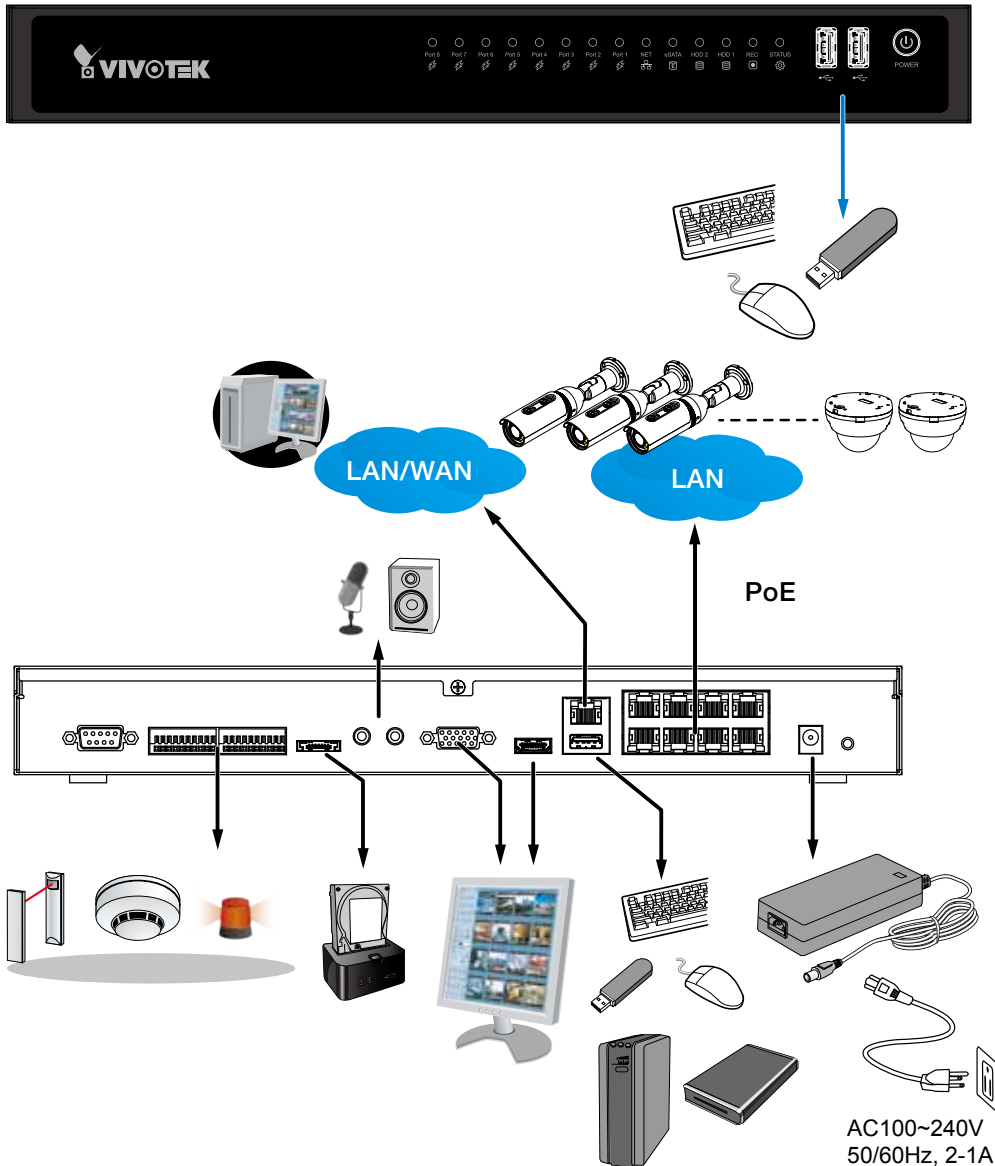 VIVOTEK
Port 8 Port 7 Port 6 Port 5 Port 4 Port 3 Port 2 Port 1 NET eSATA HDD 2 HDD 1 REC STATUS
POWER
LAN/WAN
LAN
PoE
AC100~240V
50/60Hz, 2-1A